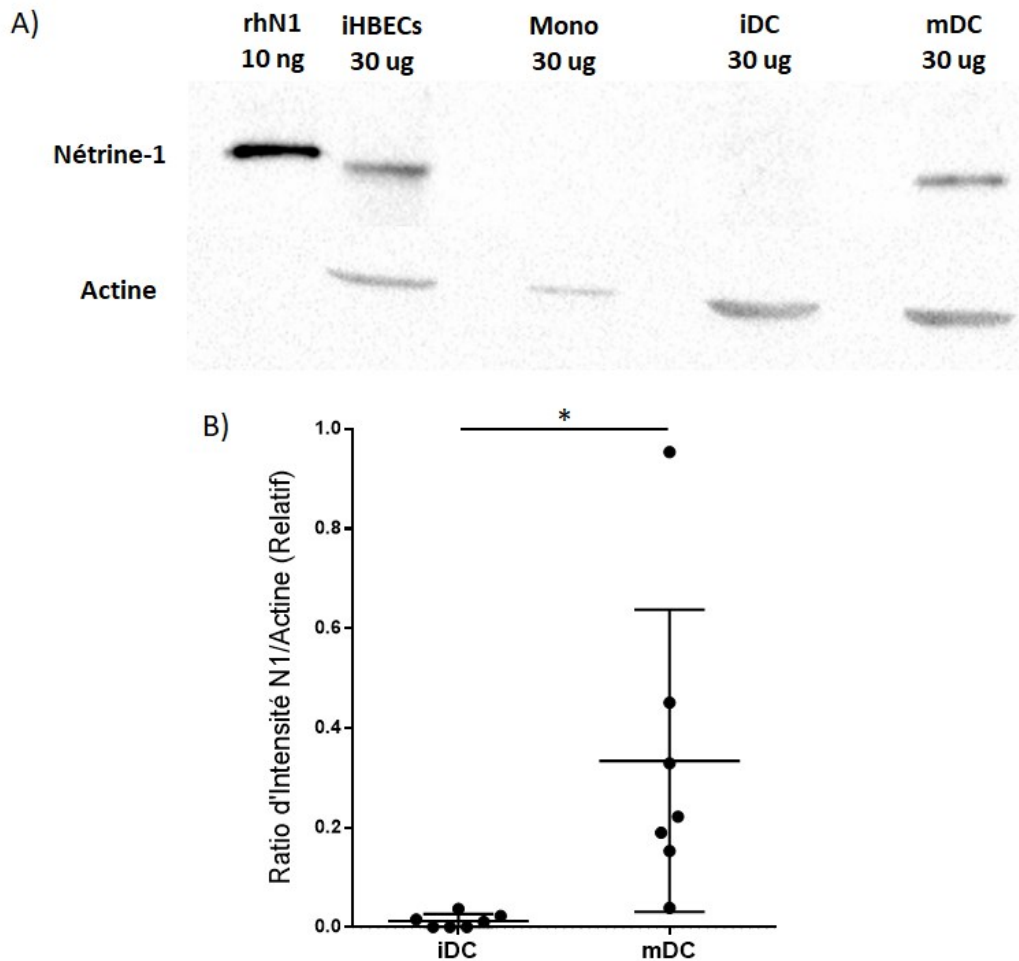 A)
rhN1 iHBECs Mono iDC mDC
10 ng 30 ug 30 ug 30 ug 30 ug
Nétrine-1
Actine
B)
*
Ratio d'Intensité N1/Actine (Relatif)
1.0
0.8
0.6
0.4
0.2
0.0
iDC mDC